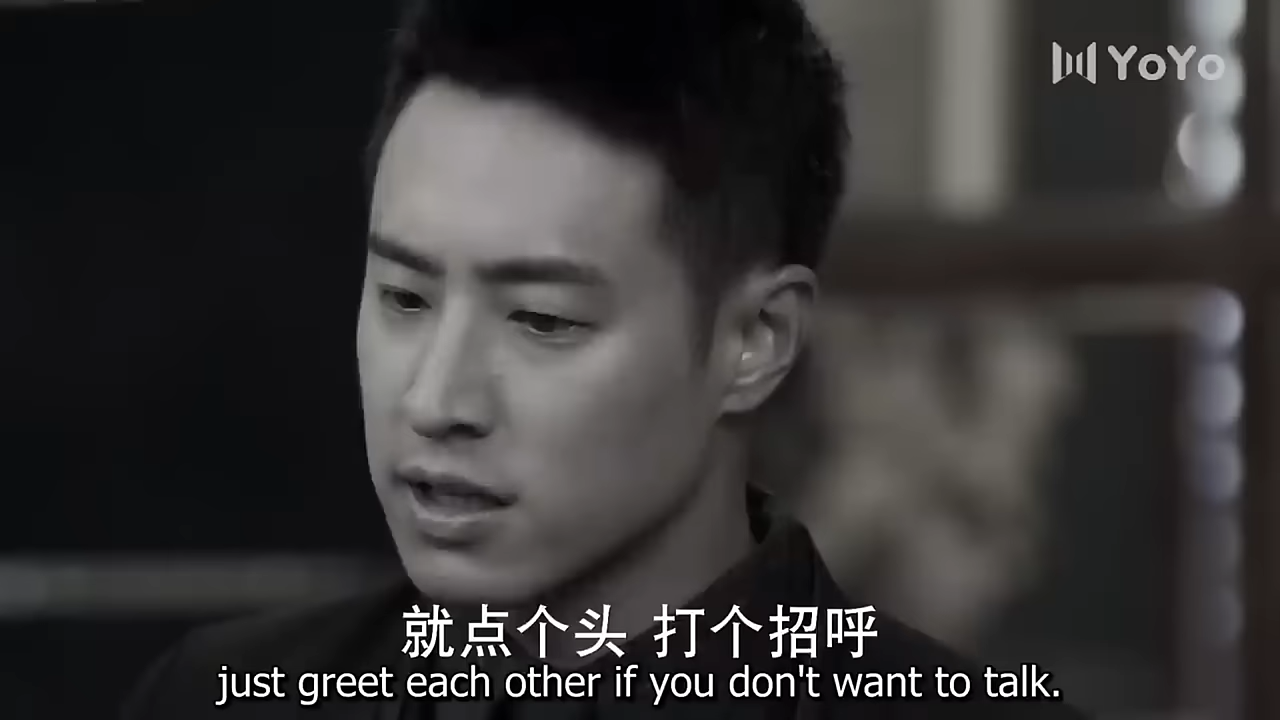 YoYo
就点个头 打个招呼
just greet each other if you don't want to talk.